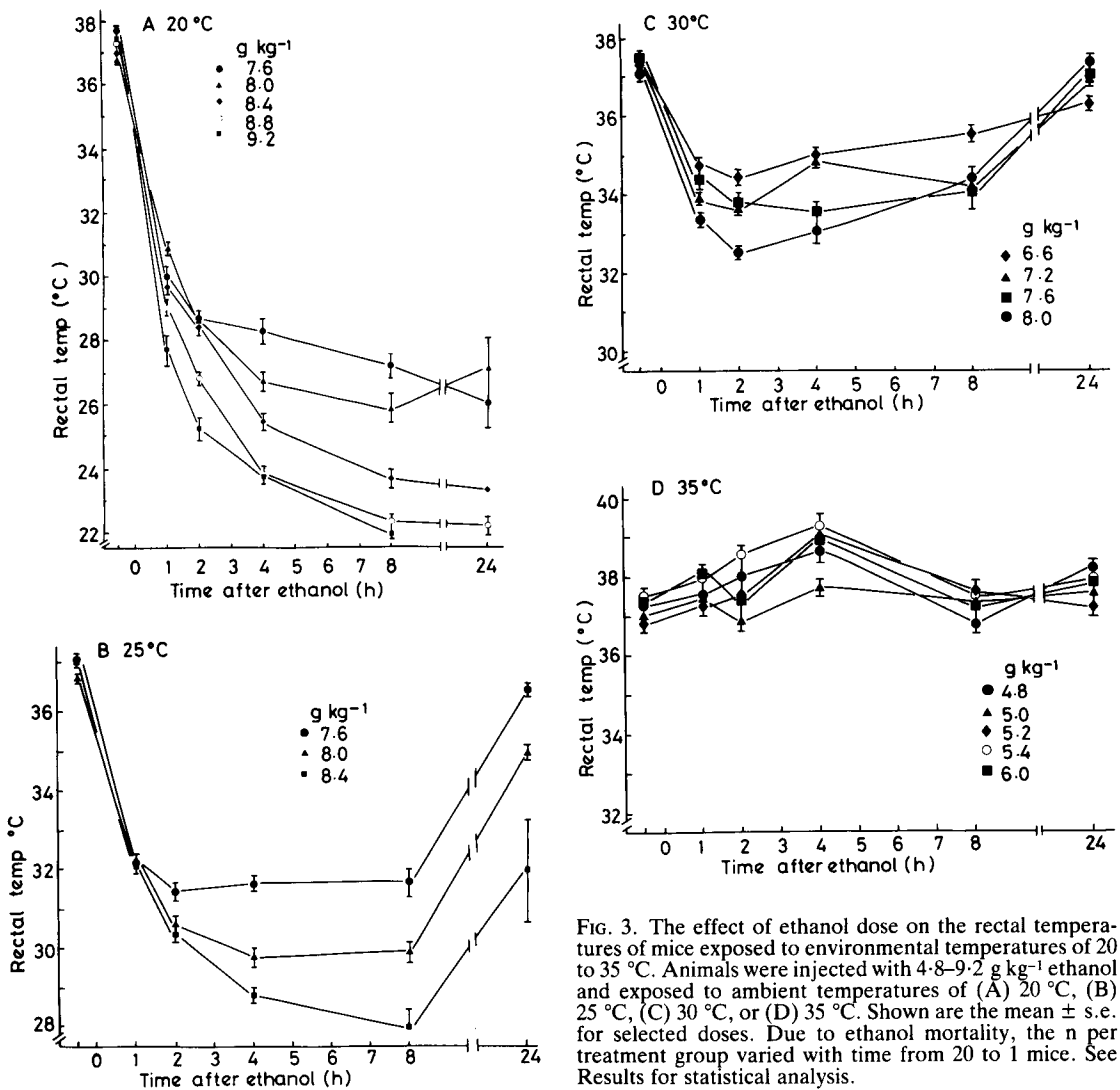 A 20 °C
g kg⁻¹
7·6
8·0
8·4
8·8
9·2
38
36
34
32
30
28
26
24
22
Rectal temp (°C)
0 1 2 3 4 5 6 7 8 24
Time after ethanol (h)
B 25°C
g kg⁻¹
7·6
8·0
8·4
36
34
32
30
28
Rectal temp °C
0 1 2 3 4 5 6 7 8 24
Time after ethanol (h)
C 30°C
38
36
34
32
30
Rectal temp (°C)
g kg⁻¹
6·6
7·2
7·6
8·0
0 1 2 3 4 5 6 7 8 24
Time after ethanol (h)
D 35°C
40
38
36
34
32
Rectal temp (°C)
g kg⁻¹
4·8
5·0
5·2
5·4
6·0
0 1 2 3 4 5 6 7 8 24
Time after ethanol (h)
FIG. 3. The effect of ethanol dose on the rectal tempera-
tures of mice exposed to environmental temperatures of 20
to 35 °C. Animals were injected with 4·8–9·2 g kg⁻¹ ethanol
and exposed to ambient temperatures of (A) 20 °C, (B)
25 °C, (C) 30 °C, or (D) 35 °C. Shown are the mean ± s.e.
for selected doses. Due to ethanol mortality, the n per
treatment group varied with time from 20 to 1 mice. See
Results for statistical analysis.